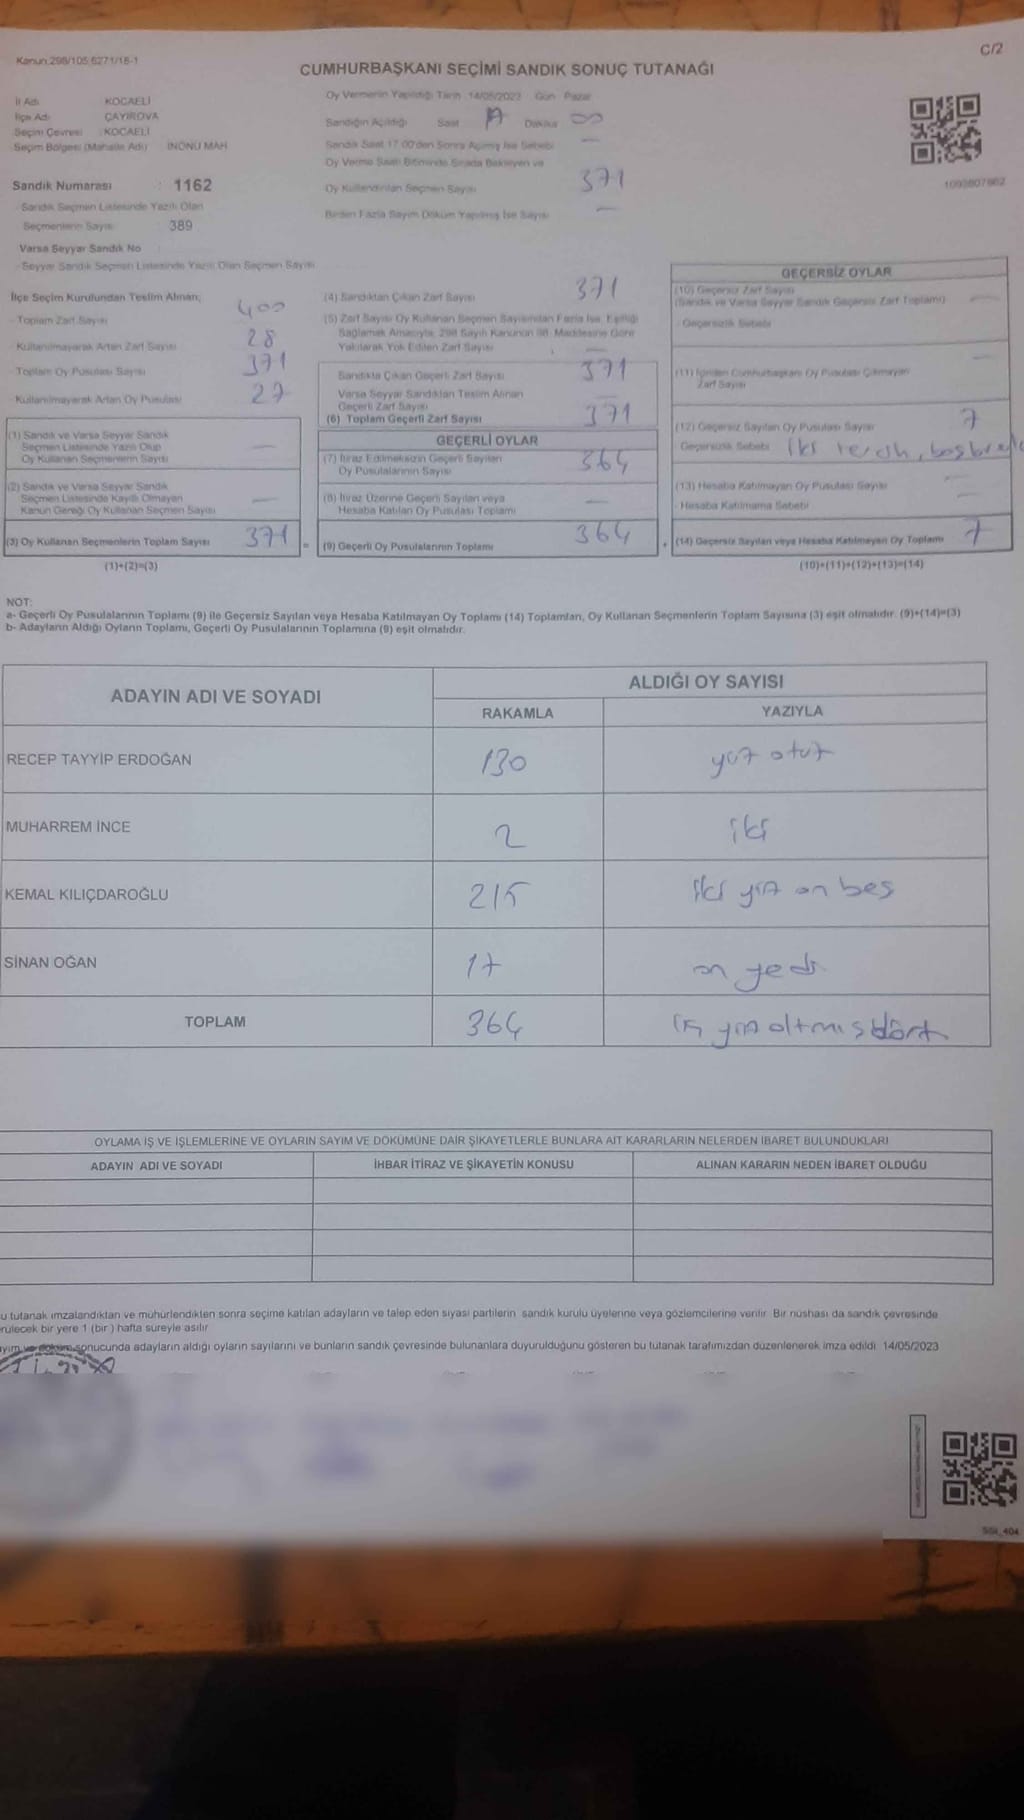 C/2
Kanun:298/105,6271/18-1
CUMHURBAŞKANI SEÇİMİ SANDIK SONUÇ TUTANAĞI
İl Adı KOCAELİ
İlçe Adı ÇAYIROVA
Seçim Çevresi : KOCAELİ
Seçim Bölgesi (Mahalle Adı) İNÖNÜ MAH
Sandık Numarası : 1162
Sandık Seçmen Listesinde Yazılı Olan
Seçmenlerin Sayısı 389
Varsa Seyyar Sandık No
- Seyyar Sandık Seçmen Listesinde Yazılı Olan Seçmen Sayısı
Oy Vermenin Yapıldığı Tarih 14/05/2023 Gün Pazar
Sandığın Açıldığı Saat Dakika
Sandık Saat 17:00'den Sonra Açılmış İse Sebebi —
Oy Verme Saati Bitiminde Sırada Bekleyen ve
Oy Kullandırılan Seçmen Sayısı 371
Birden Fazla Sayım Döküm Yapılmış İse Sayısı —
1093807862
İlçe Seçim Kurulundan Teslim Alınan;
- Toplam Zarf Sayısı 400
- Kullanılmayarak Artan Zarf Sayısı 28
- Toplam Oy Pusulası Sayısı 371
- Kullanılmayarak Artan Oy Pusulası 27
(1) Sandık ve Varsa Seyyar Sandık
Seçmen Listesinde Yazılı Olup
Oy Kullanan Seçmenlerin Sayısı —
(2) Sandık ve Varsa Seyyar Sandık
Seçmen Listesinde Kayıtlı Olmayan
Kanun Gereği Oy Kullanan Seçmen Sayısı —
(3) Oy Kullanan Seçmenlerin Toplam Sayısı 371
(1)+(2)=(3)
(4) Sandıktan Çıkan Zarf Sayısı 371
(5) Zarf Sayısı Oy Kullanan Seçmen Sayısından Fazla İse, Eşitliği
Sağlamak Amacıyla, 298 Sayılı Kanunun 98. Maddesine Göre
Yakılarak Yok Edilen Zarf Sayısı —
Sandıkta Çıkan Geçerli Zarf Sayısı 371
Varsa Seyyar Sandıktan Teslim Alınan
Geçerli Zarf Sayısı
(6) Toplam Geçerli Zarf Sayısı 371
GEÇERLİ OYLAR
(7) İtiraz Edilmeksizin Geçerli Sayılan
Oy Pusulalarının Sayısı 364
(8) İtiraz Üzerine Geçerli Sayılan veya
Hesaba Katılan Oy Pusulası Toplamı —
= (9) Geçerli Oy Pusulalarının Toplamı 364
GEÇERSİZ OYLAR
(10) Geçersiz Zarf Sayısı
(Sandık ve Varsa Seyyar Sandık Geçersiz Zarf Toplamı) —
- Geçersizlik Sebebi
(11) İçinden Cumhurbaşkanı Oy Pusulası Çıkmayan
Zarf Sayısı —
(12) Geçersiz Sayılan Oy Pusulası Sayısı 7
Geçersizlik Sebebi İki tercih,
(13) Hesaba Katılmayan Oy Pusulası Sayısı —
- Hesaba Katılmama Sebebi —
+ (14) Geçersiz Sayılan veya Hesaba Katılmayan Oy Toplamı 7
(10)+(11)+(12)+(13)=(14)
NOT:
a- Geçerli Oy Pusulalarının Toplamı (9) ile Geçersiz Sayılan veya Hesaba Katılmayan Oy Toplamı (14) Toplamları, Oy Kullanan Seçmenlerin Toplam Sayısına (3) eşit olmalıdır. (9)+(14)=(3)
b- Adayların Aldığı Oyların Toplamı, Geçerli Oy Pusulalarının Toplamına (9) eşit olmalıdır.
ADAYIN ADI VE SOYADI ALDIĞI OY SAYISI
RAKAMLA YAZIYLA
RECEP TAYYİP ERDOĞAN 130 yüz otuz
MUHARREM İNCE 2 iki
KEMAL KILIÇDAROĞLU 215 iki yüz on beş
SİNAN OĞAN 17 on yedi
TOPLAM 364 yüz altmış dört
OYLAMA İŞ VE İŞLEMLERİNE VE OYLARIN SAYIM VE DÖKÜMÜNE DAİR ŞİKAYETLERLE BUNLARA AİT KARARLARIN NELERDEN İBARET BULUNDUKLARI
ADAYIN ADI VE SOYADI İHBAR İTİRAZ VE ŞİKAYETİN KONUSU ALINAN KARARIN NEDEN İBARET OLDUĞU
u tutanak imzalandıktan ve mühürlendikten sonra seçime katılan adayların ve talep eden siyasi partilerin sandık kurulu üyelerine veya gözlemcilerine verilir. Bir nüshası da sandık çevresinde
rülecek bir yere 1 (bir ) hafta süreyle asılır
ayım ve döküm sonucunda adayların aldığı oyların sayılarını ve bunların sandık çevresinde bulunanlara duyurulduğunu gösteren bu tutanak tarafımızdan düzenlenerek imza edildi. 14/05/2023